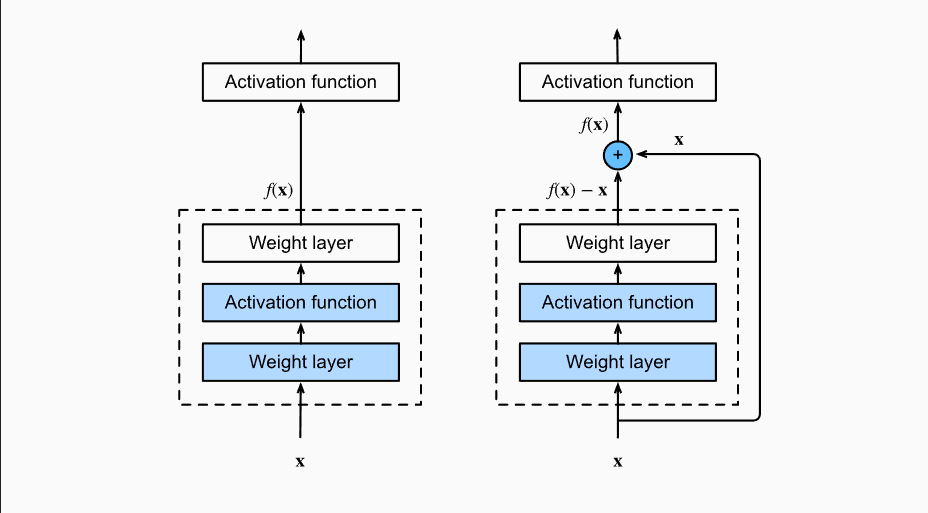 Activation function
f(x)
Weight layer
Activation function
Weight layer
x
Activation function
f(x)
x
+
f(x) − x
Weight layer
Activation function
Weight layer
x